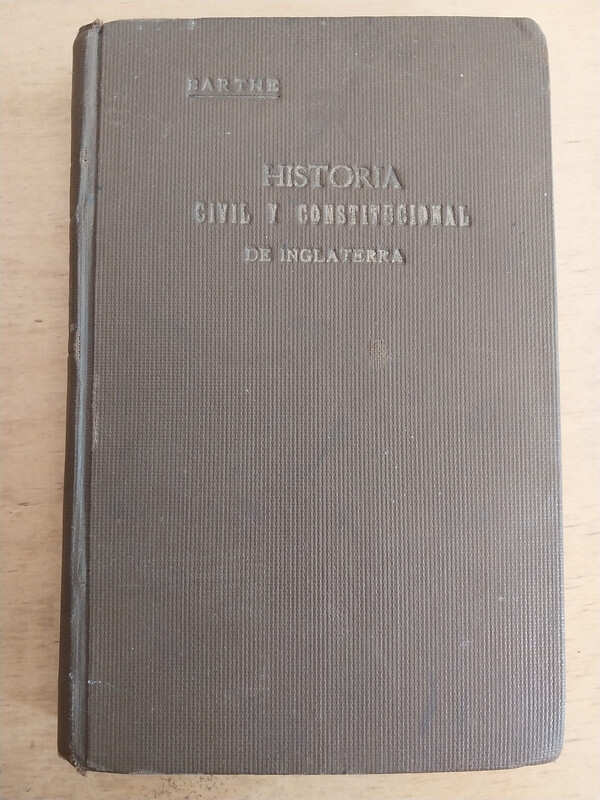 BARTHE
HISTORIA
CIVIL Y CONSTITUCIONAL
DE INGLATERRA